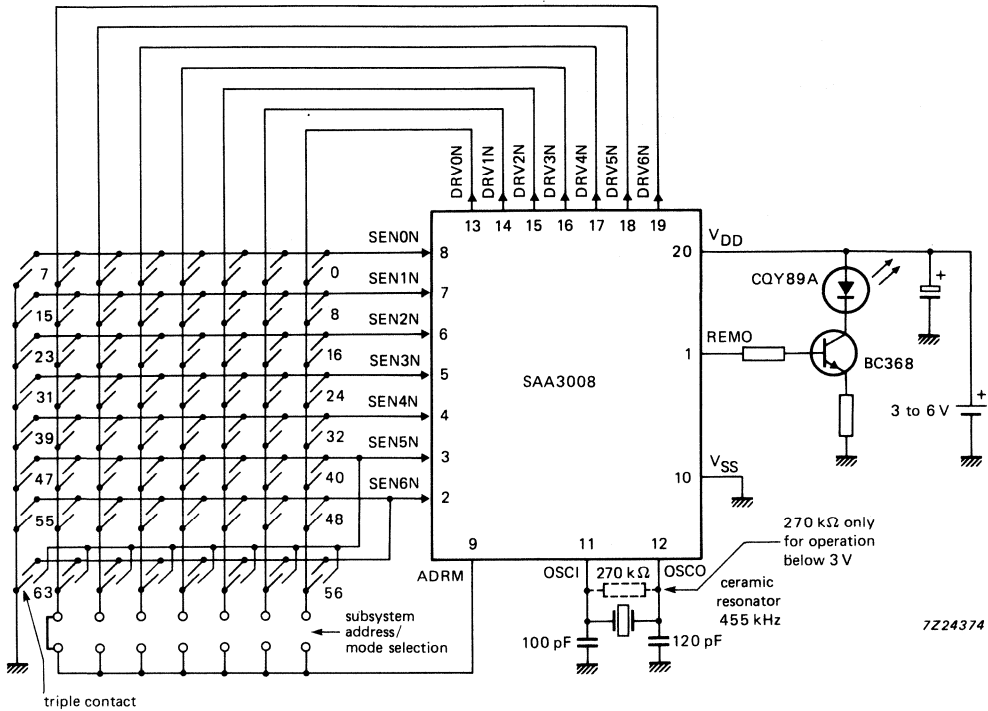 DRV0N
DRV1N
DRV2N
DRV3N
DRV4N
DRV5N
DRV6N
13 14 15 16 17 18 19
SEN0N
8
SEN1N
7
SEN2N
6
SEN3N
5
SEN4N
4
SEN5N
3
SEN6N
2
7 0
15 8
23 16
31 24
39 32
47 40
55 48
63 56
SAA3008
20
VDD
CQY89A
+
REMO
1
BC368
+
3 to 6 V
10
VSS
9
ADRM
11 12
OSCI 270 kΩ OSCO
270 kΩ only
for operation
below 3 V
ceramic
resonator
455 kHz
100 pF 120 pF
subsystem
address/
mode selection
triple contact
7Z24374